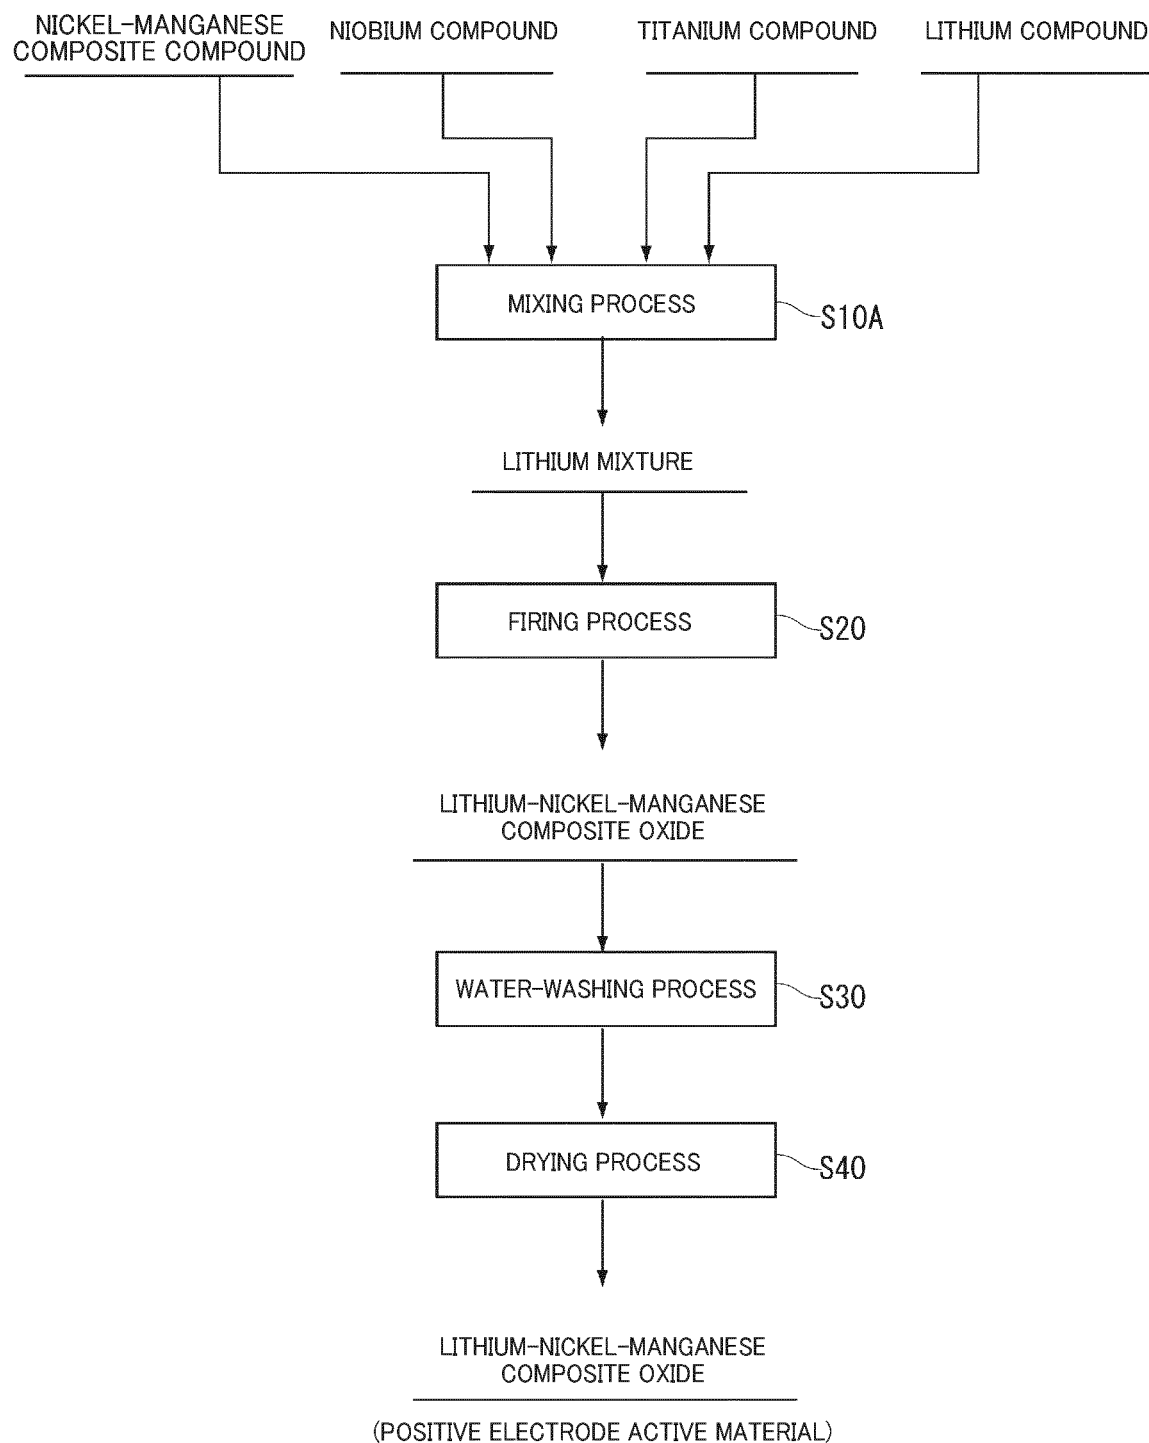 NICKEL-MANGANESE
COMPOSITE COMPOUND
NIOBIUM COMPOUND
TITANIUM COMPOUND
LITHIUM COMPOUND
MIXING PROCESS
S10A
LITHIUM MIXTURE
FIRING PROCESS
S20
LITHIUM-NICKEL-MANGANESE
COMPOSITE OXIDE
WATER-WASHING PROCESS
S30
DRYING PROCESS
S40
LITHIUM-NICKEL-MANGANESE
COMPOSITE OXIDE
(POSITIVE ELECTRODE ACTIVE MATERIAL)